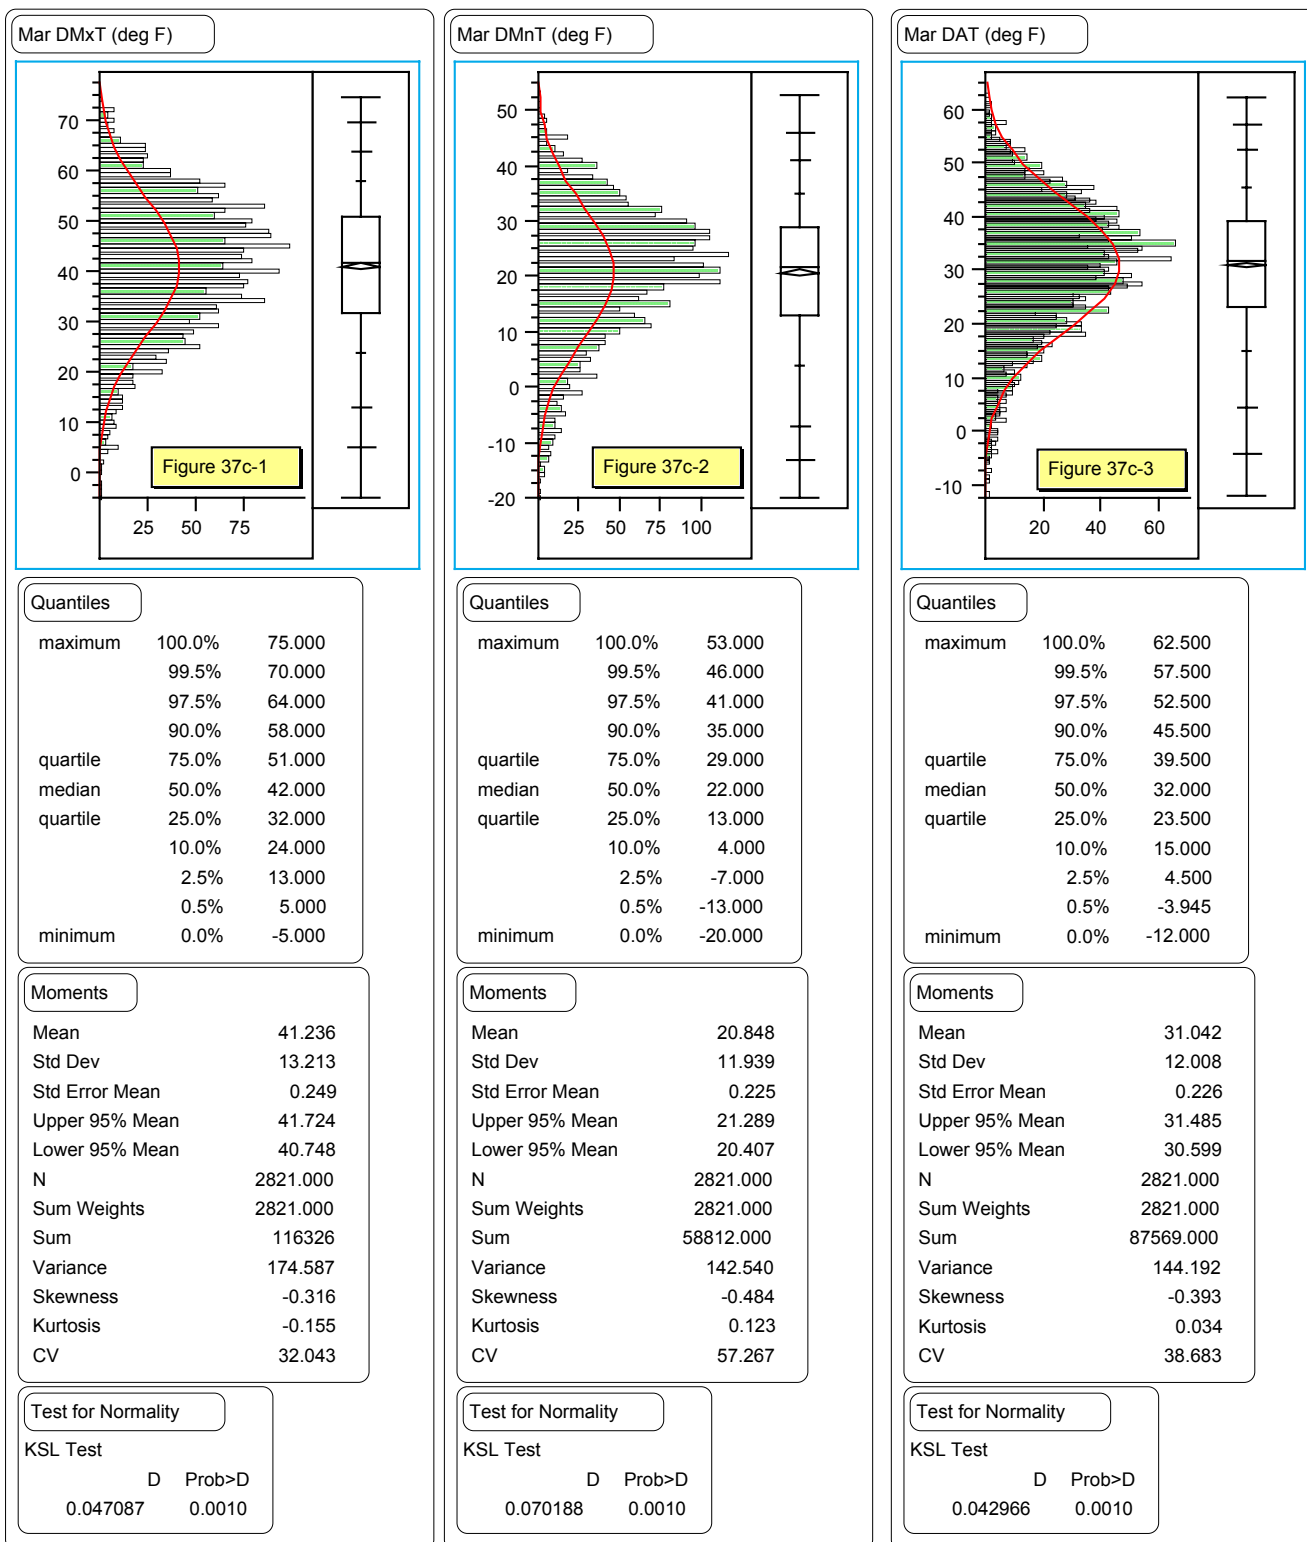 Mar DMxT (deg F)
70
60
50
40
30
20
10
0
25 50 75
Figure 37c-1
Quantiles
maximum 100.0% 75.000
99.5% 70.000
97.5% 64.000
90.0% 58.000
quartile 75.0% 51.000
median 50.0% 42.000
quartile 25.0% 32.000
10.0% 24.000
2.5% 13.000
0.5% 5.000
minimum 0.0% -5.000
Moments
Mean 41.236
Std Dev 13.213
Std Error Mean 0.249
Upper 95% Mean 41.724
Lower 95% Mean 40.748
N 2821.000
Sum Weights 2821.000
Sum 116326
Variance 174.587
Skewness -0.316
Kurtosis -0.155
CV 32.043
Test for Normality
KSL Test
D Prob>D
0.047087 0.0010
Mar DMnT (deg F)
50
40
30
20
10
0
-10
-20
25 50 75 100
Figure 37c-2
Quantiles
maximum 100.0% 53.000
99.5% 46.000
97.5% 41.000
90.0% 35.000
quartile 75.0% 29.000
median 50.0% 22.000
quartile 25.0% 13.000
10.0% 4.000
2.5% -7.000
0.5% -13.000
minimum 0.0% -20.000
Moments
Mean 20.848
Std Dev 11.939
Std Error Mean 0.225
Upper 95% Mean 21.289
Lower 95% Mean 20.407
N 2821.000
Sum Weights 2821.000
Sum 58812.000
Variance 142.540
Skewness -0.484
Kurtosis 0.123
CV 57.267
Test for Normality
KSL Test
D Prob>D
0.070188 0.0010
Mar DAT (deg F)
60
50
40
30
20
10
0
-10
20 40 60
Figure 37c-3
Quantiles
maximum 100.0% 62.500
99.5% 57.500
97.5% 52.500
90.0% 45.500
quartile 75.0% 39.500
median 50.0% 32.000
quartile 25.0% 23.500
10.0% 15.000
2.5% 4.500
0.5% -3.945
minimum 0.0% -12.000
Moments
Mean 31.042
Std Dev 12.008
Std Error Mean 0.226
Upper 95% Mean 31.485
Lower 95% Mean 30.599
N 2821.000
Sum Weights 2821.000
Sum 87569.000
Variance 144.192
Skewness -0.393
Kurtosis 0.034
CV 38.683
Test for Normality
KSL Test
D Prob>D
0.042966 0.0010